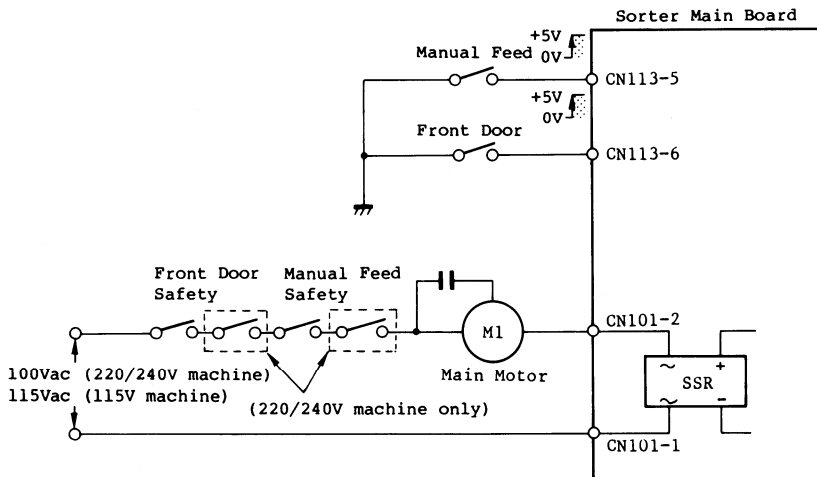 Sorter Main Board
+5V
Manual Feed
0V
CN113-5
+5V
0V
Front Door
CN113-6
Front Door Manual Feed
Safety Safety
CN101-2
M1
100Vac (220/240V machine)
Main Motor
SSR
~ +
~ -
115Vac (115V machine)
(220/240V machine only)
CN101-1